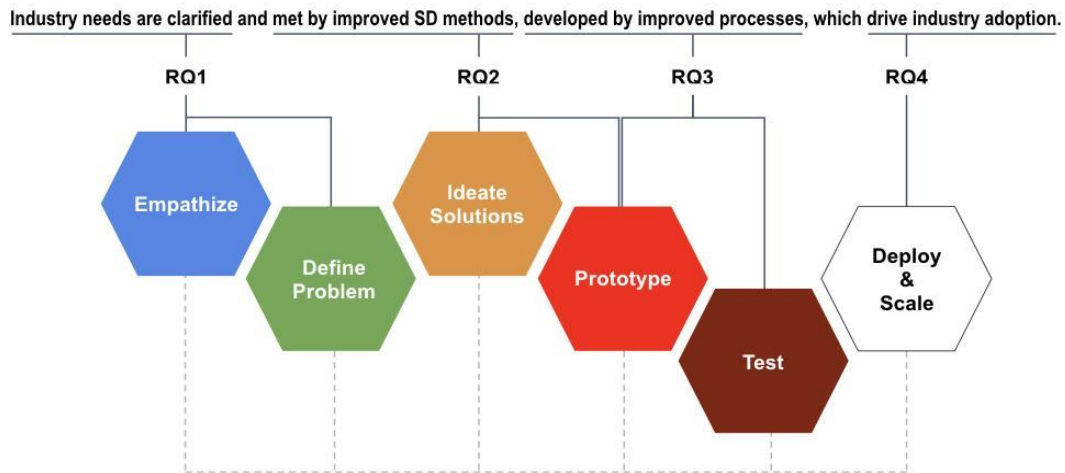 Industry needs are clarified and met by improved SD methods, developed by improved processes, which drive industry adoption.
RQ1
RQ2
RQ3
RQ4
Empathize
Define
Problem
Ideate
Solutions
Prototype
Test
Deploy
&
Scale